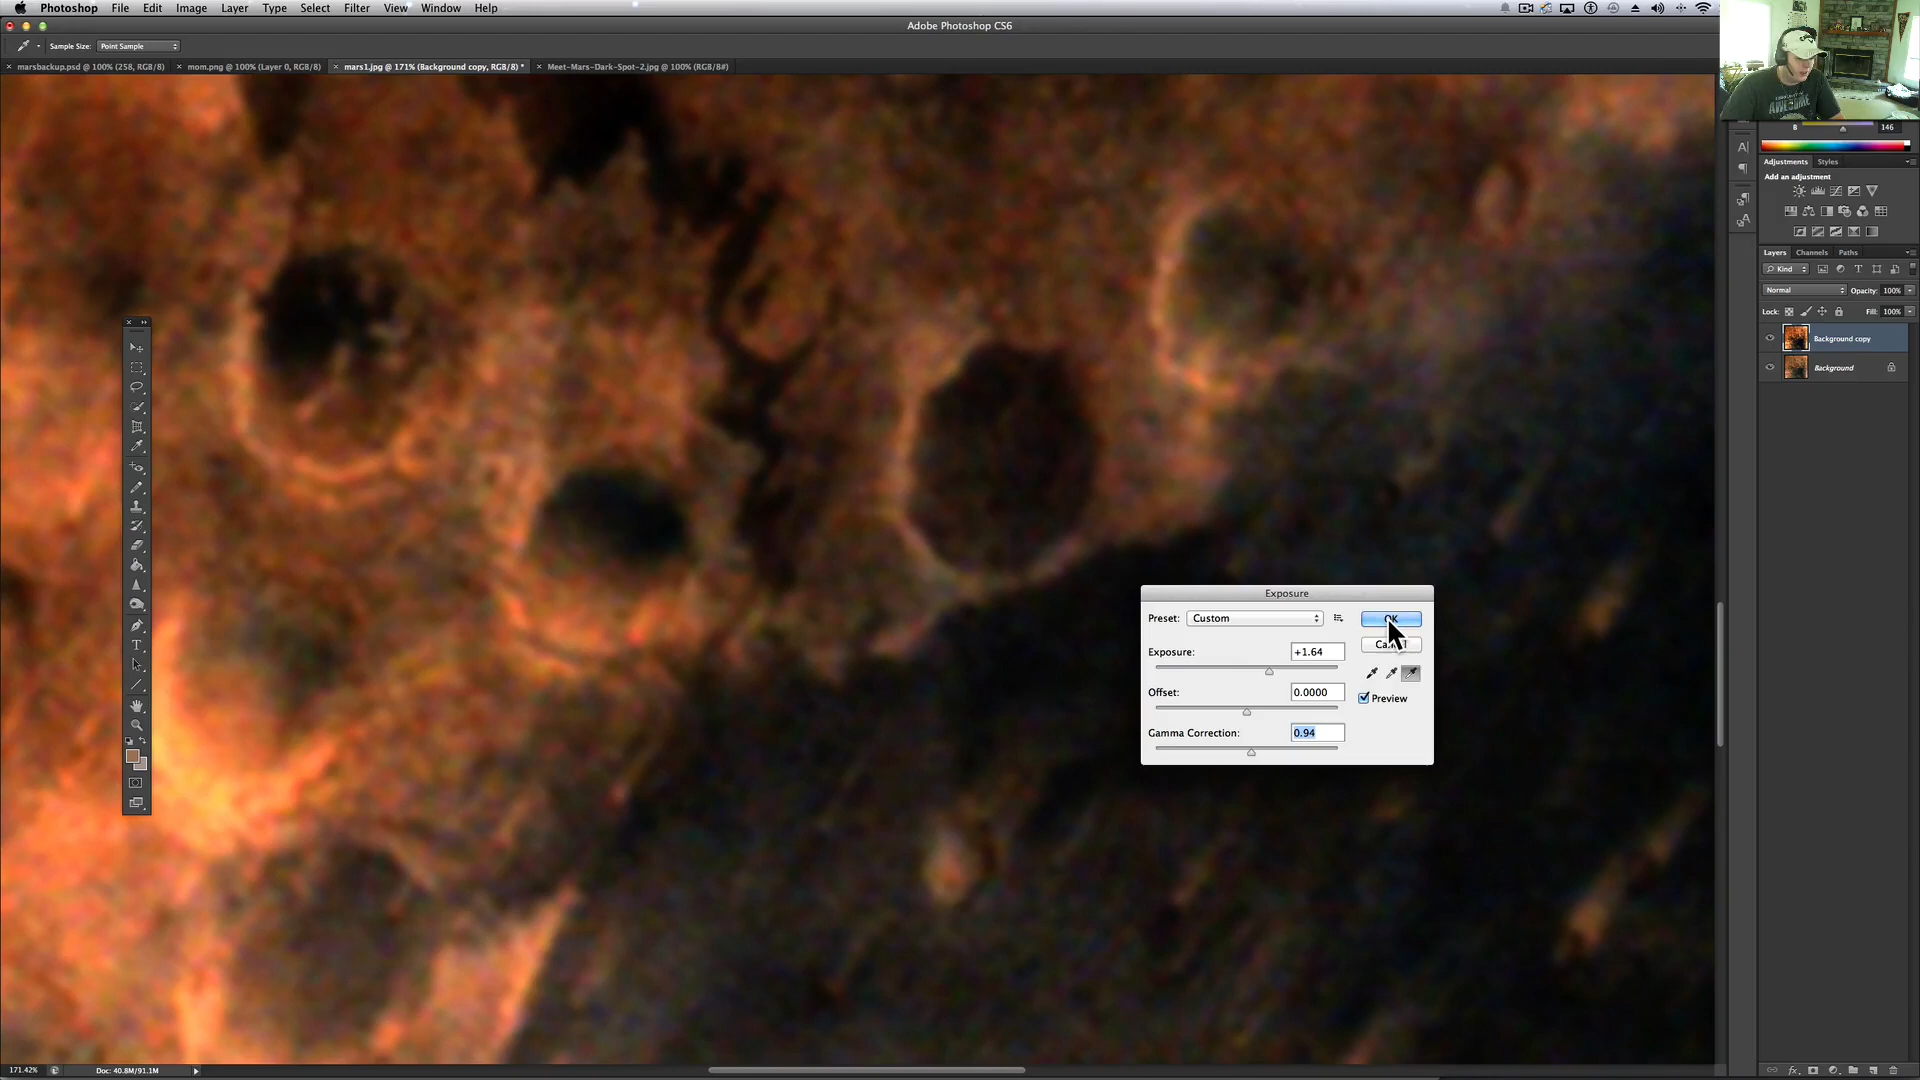 Photoshop File Edit Image Layer Type Select Filter View Window Help
Adobe Photoshop CS6
Sample Size: Point Sample
marsbackup.psd @ 100% (258, RGB/8) mom.png @ 100% (Layer 0, RGB/8) mars1.jpg @ 171% (Background copy, RGB/8) * Meet-Mars-Dark-Spot-2.jpg @ 100% (RGB/8#)
AWESOME
B 146
Adjustments Styles
Add an adjustment
Layers Channels Paths
Kind
Normal Opacity: 100%
Lock: Fill: 100%
Background copy
Background
Exposure
Preset: Custom OK
Exposure: +1.64
Offset: 0.0000
Preview
Gamma Correction: 0.94
171.42% Doc: 40.8M/91.1M